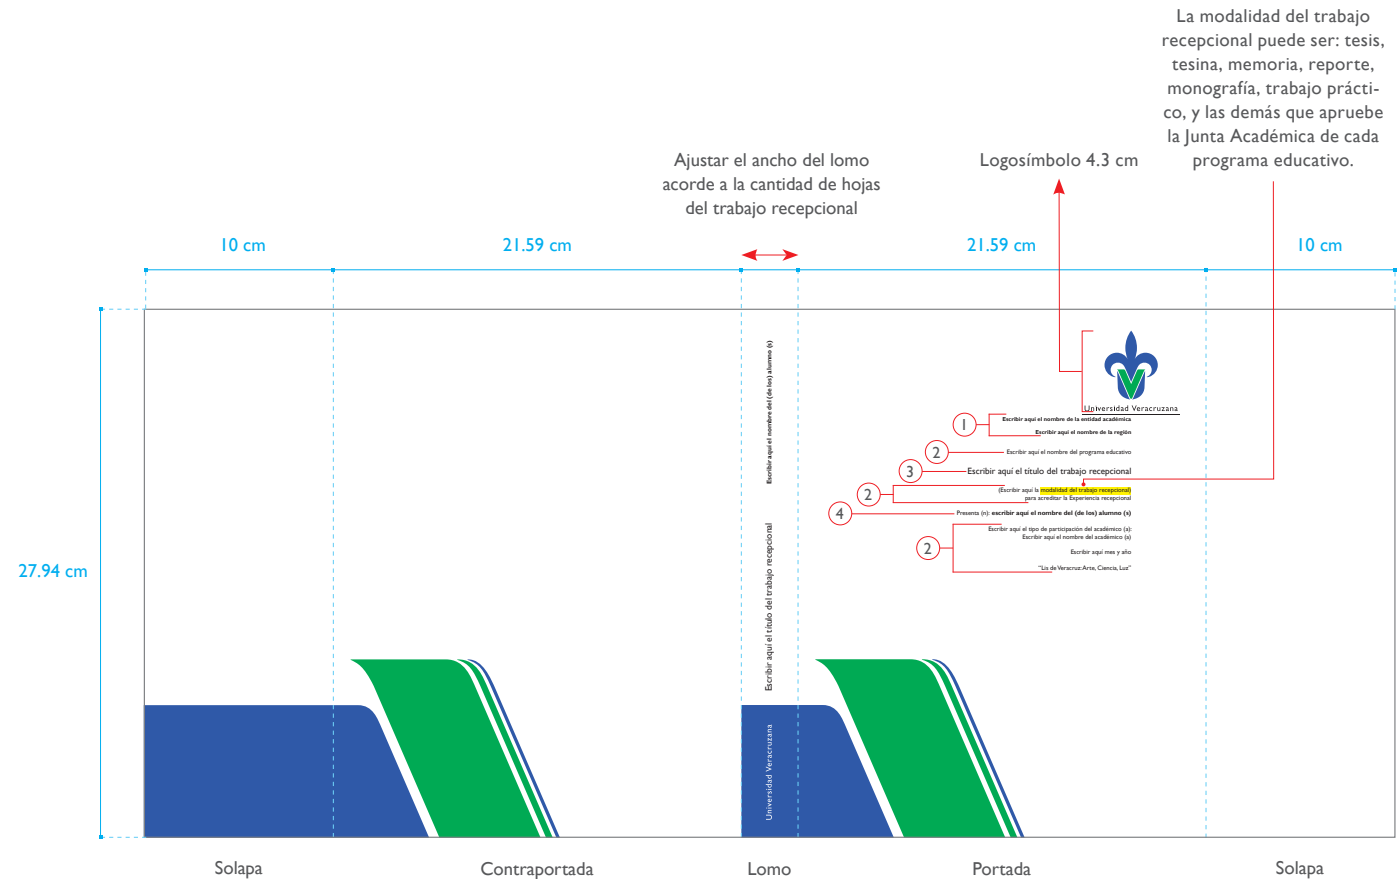 La modalidad del trabajo
recepcional puede ser: tesis,
tesina, memoria, reporte,
monografía, trabajo prácti-
co, y las demás que apruebe
la Junta Académica de cada
programa educativo.
Ajustar el ancho del lomo
acorde a la cantidad de hojas
del trabajo recepcional
Logosímbolo 4.3 cm
10 cm
21.59 cm
21.59 cm
10 cm
27.94 cm
Escribir aquí el nombre del (de los) alumno (s)
Escribir aquí el título del trabajo recepcional
Universidad Veracruzana
Universidad Veracruzana
1
Escribir aquí el nombre de la entidad académica
Escribir aquí el nombre de la región
2
Escribir aquí el nombre del programa educativo
3
Escribir aquí el título del trabajo recepcional
2
(Escribir aquí la modalidad del trabajo recepcional)
para acreditar la Experiencia recepcional
4
Presenta (n): escribir aquí el nombre del (de los) alumno (s)
2
Escribir aquí el tipo de participación del académico (a):
Escribir aquí el nombre del académico (a)
Escribir aquí mes y año
"Lis de Veracruz: Arte, Ciencia, Luz"
Solapa
Contraportada
Lomo
Portada
Solapa